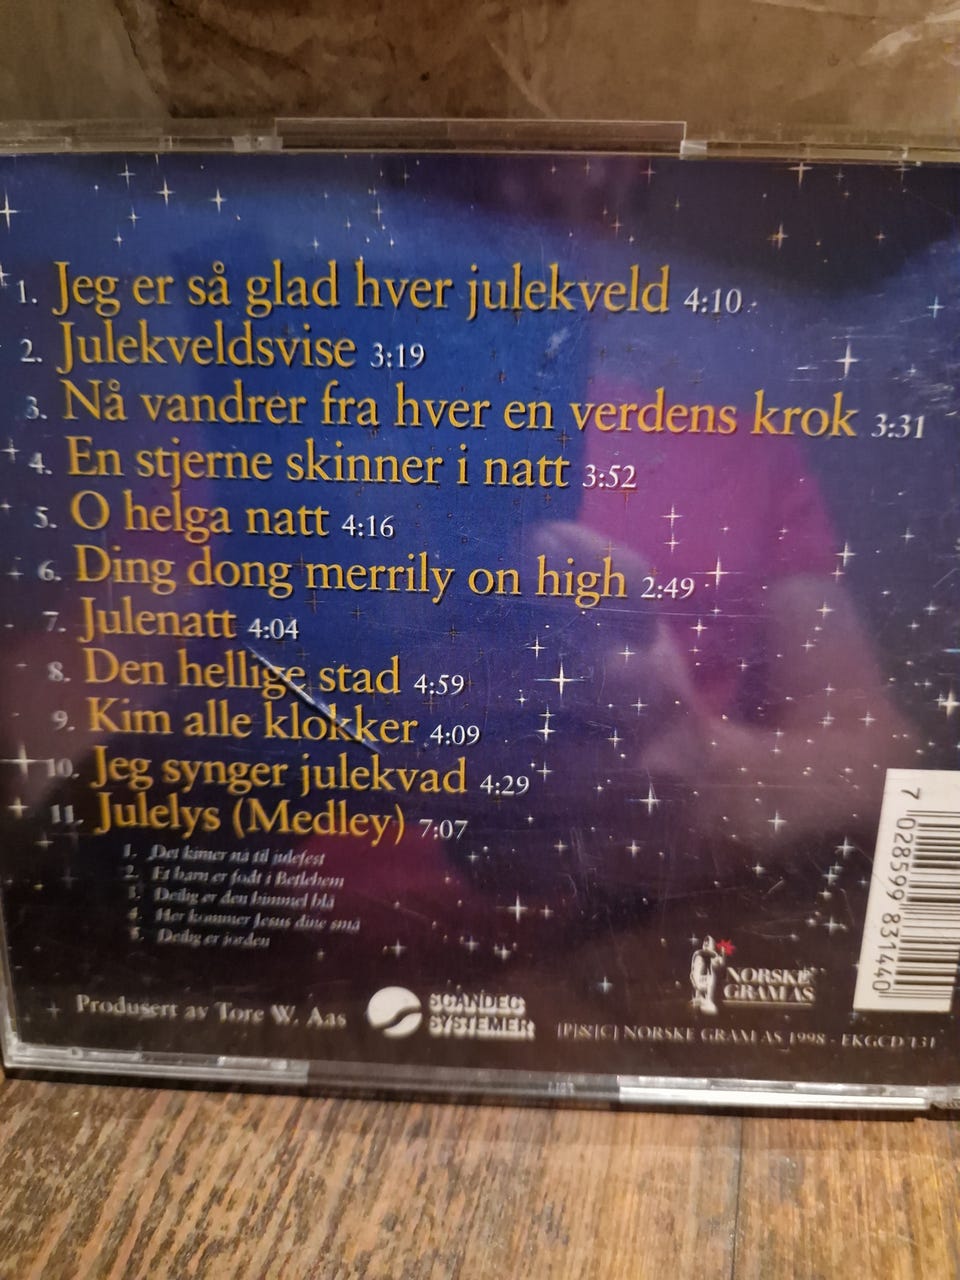 1. Jeg er så glad hver julekveld 4:10
2. Julekveldsvise 3:19
3. Nå vandrer fra hver en verdens krok 3:31
4. En stjerne skinner i natt 3:52
5. O helga natt 4:16
6. Ding dong merrily on high 2:49
7. Julenatt 4:04
8. Den hellige stad 4:59
9. Kim alle klokker 4:09
10. Jeg synger julekvad 4:29
11. Julelys (Medley) 7:07
1. Det kimer nå til julefest
2. Et barn er født i Betlehem
3. Deilig er den himmel blå
4. Her kommer Jesus dine små
5. Deilig er jorden
Produsert av Tore W. Aas
SCANDEC
SYSTEMER
NORSKE
GRAM AS
[P]&[C] NORSKE GRAM AS 1998 - EKGCD 131
7 028599 831440